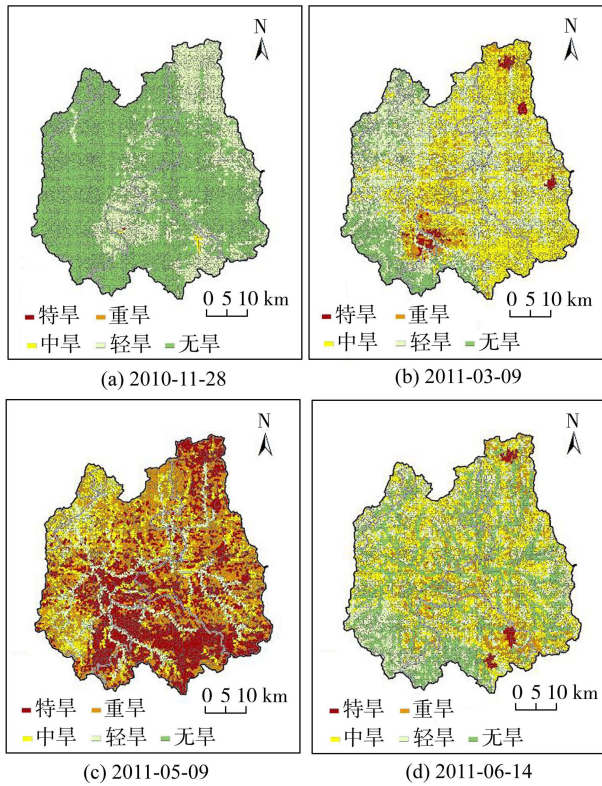 N
0 5 10 km
特旱 重旱
中旱 轻旱 无旱
(a) 2010-11-28
N
0 5 10 km
特旱 重旱
中旱 轻旱 无旱
(b) 2011-03-09
N
0 5 10 km
特旱 重旱
中旱 轻旱 无旱
(c) 2011-05-09
N
0 5 10 km
特旱 重旱
中旱 轻旱 无旱
(d) 2011-06-14